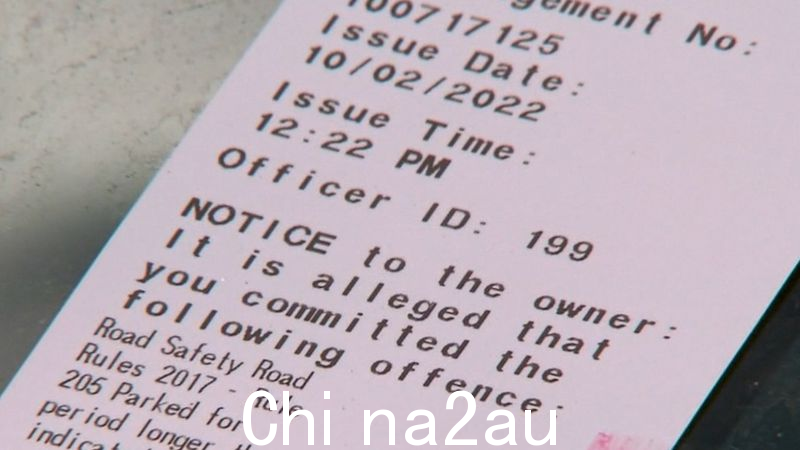 No:
100717125
Issue Date:
10/02/2022
Issue Time:
12:22 PM
Officer ID: 199
NOTICE to the owner:
It is alleged that
you committed the
following offence:
Road Safety Road
Rules 2017 -
205 Parked for
period longer
Chi na2au